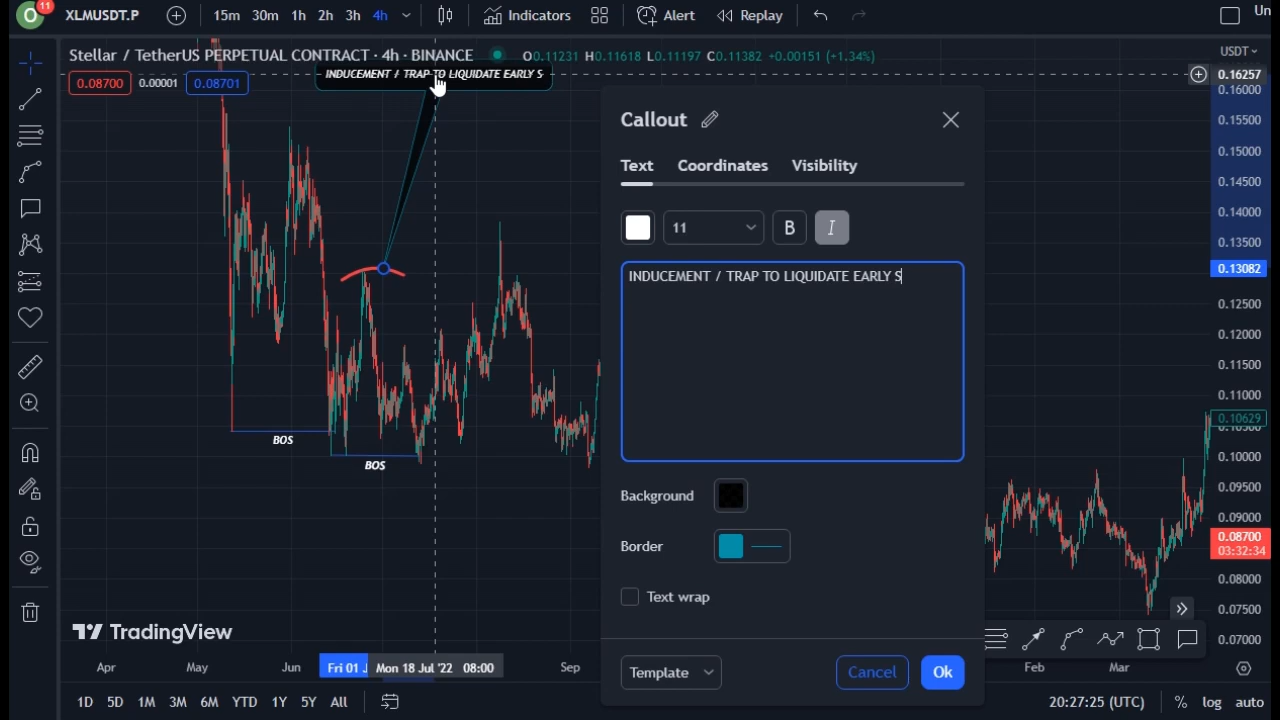 O 11 XLMUSDT.P 15m 30m 1h 2h 3h 4h Indicators Alert Replay Un
Stellar / TetherUS PERPETUAL CONTRACT · 4h · BINANCE O0.11231 H0.11618 L0.11197 C0.11382 +0.00151 (+1.34%) USDT
INDUCEMENT / TRAP TO LIQUIDATE EARLY S
0.08700 0.00001 0.08701
0.16257
0.16000
Callout
0.15500
0.15000
Text Coordinates Visibility
0.14500
0.14000
11 B I
0.13500
0.13082
INDUCEMENT / TRAP TO LIQUIDATE EARLY S
0.12500
0.12000
0.11500
0.11000
0.10629
0.10500
BOS
0.10000
BOS
0.09500
Background
0.09000
0.08700
03:32:34
Border
0.08000
Text wrap
0.07500
TradingView
0.07000
Apr May Jun Fri 01 J Mon 18 Jul '22 08:00 Sep Feb Mar
Template Cancel Ok
1D 5D 1M 3M 6M YTD 1Y 5Y All 20:27:25 (UTC) % log auto